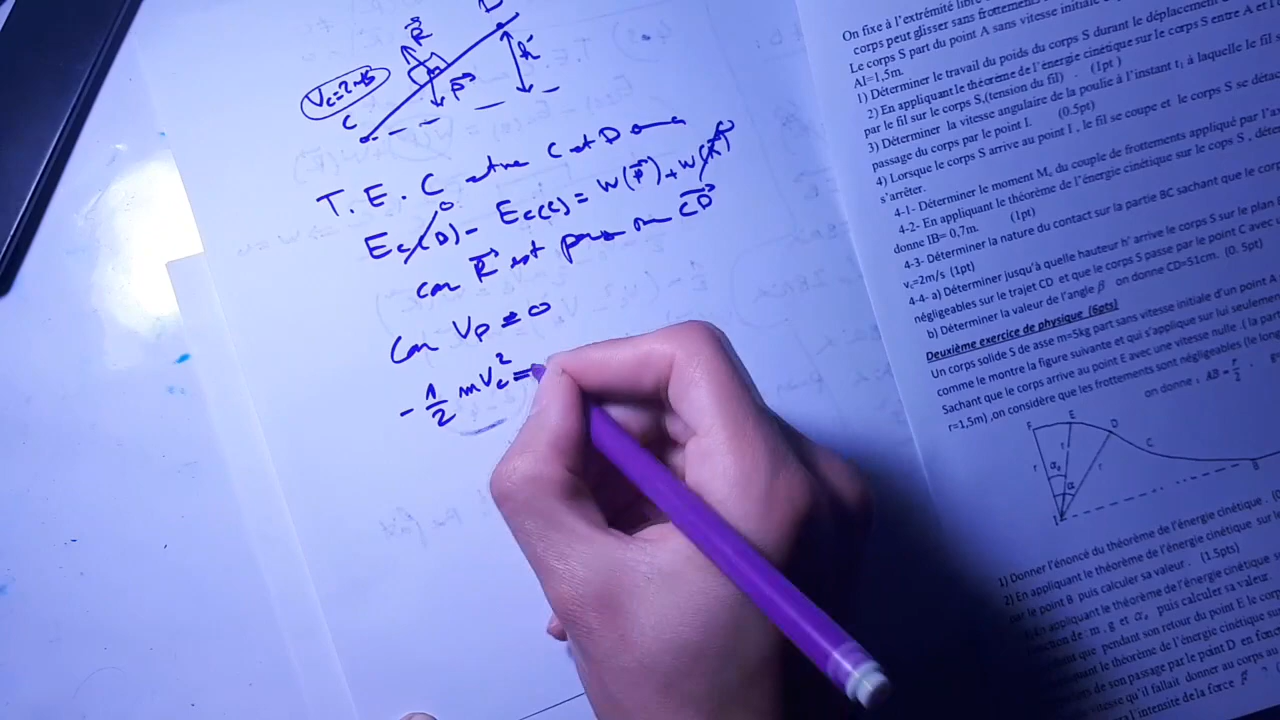 D
R
h'
Vc=2m/s
P
C
T. E. C entre C et D on a
Ec(D) - Ec(C) = W(P) + W(R) 0
0
car R est perp on CD
car VD = 0
- 1/2 mVc² =
On fixe à l'extrémité libre
corps peut glisser sans frottements
Le corps S part du point A sans vitesse initiale
AI=1,5m.
1) Déterminer le travail du poids du corps S durant le déplacement
2) En appliquant le théorème de l'énergie cinétique sur le corps S entre A et I
par le fil sur le corps S,(tension du fil) . (1pt )
3) Déterminer la vitesse angulaire de la poulie à l'instant t₁ à laquelle le fil
passage du corps par le point I. (0.5pt)
4) Lorsque le corps S arrive au point I , le fil se coupe et le corps S se
s'arrêter.
4-1- Déterminer le moment Mc du couple de frottements appliqué par
4-2- En appliquant le théorème de l'énergie cinétique sur le cops S ,
donne IB= 0,7m. (1pt)
4-3- Déterminer la nature du contact sur la partie BC sachant que le
vc=2m/s (1pt)
4-4- a) Déterminer jusqu'à quelle hauteur h' arrive le corps S sur le plan
négligeables sur le trajet CD et que le corps S passe par le point C avec
b) Déterminer la valeur de l'angle β on donne CD=51cm. (0. 5pt)
Deuxième exercice de physique (6pts)
Un corps solide S de asse m=5kg part sans vitesse initiale d'un point A
comme le montre la figure suivante et qui s'applique sur lui seulement
Sachant que le corps arrive au point E avec une vitesse nulle .( la
r=1,5m) ,on considère que les frottements sont négligeables
on donne : AB = r/2 .
F E D C B
r r r
α₀ α
I
1) Donner l'énoncé du théorème de l'énergie cinétique .
2) En appliquant le théorème de l'énergie cinétique sur
le point B puis calculer sa valeur . (1.5pts)
En appliquant le théorème de l'énergie cinétique
fonction de : m , g et α₀ puis calculer sa valeur.
que pendant son retour du point E le corps
le théorème de l'énergie cinétique
de son passage par le point D en
vitesse qu'il fallait donner au corps au
l'intensité de la force F ?